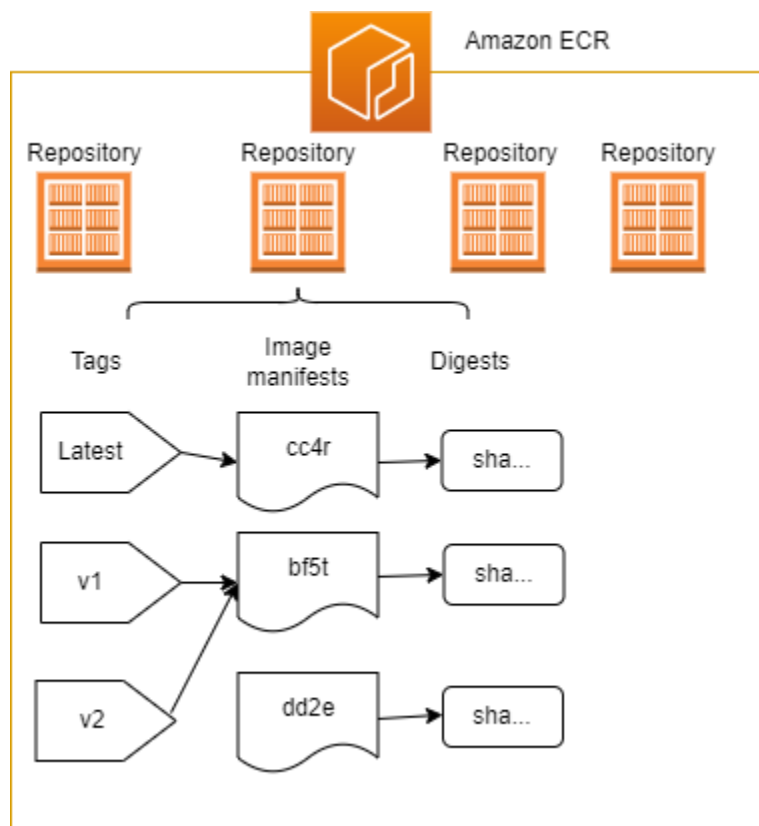 Amazon ECR
Repository Repository Repository Repository
Tags
Image
manifests
Digests
Latest
cc4r
sha...
v1
bf5t
sha...
v2
dd2e
sha...